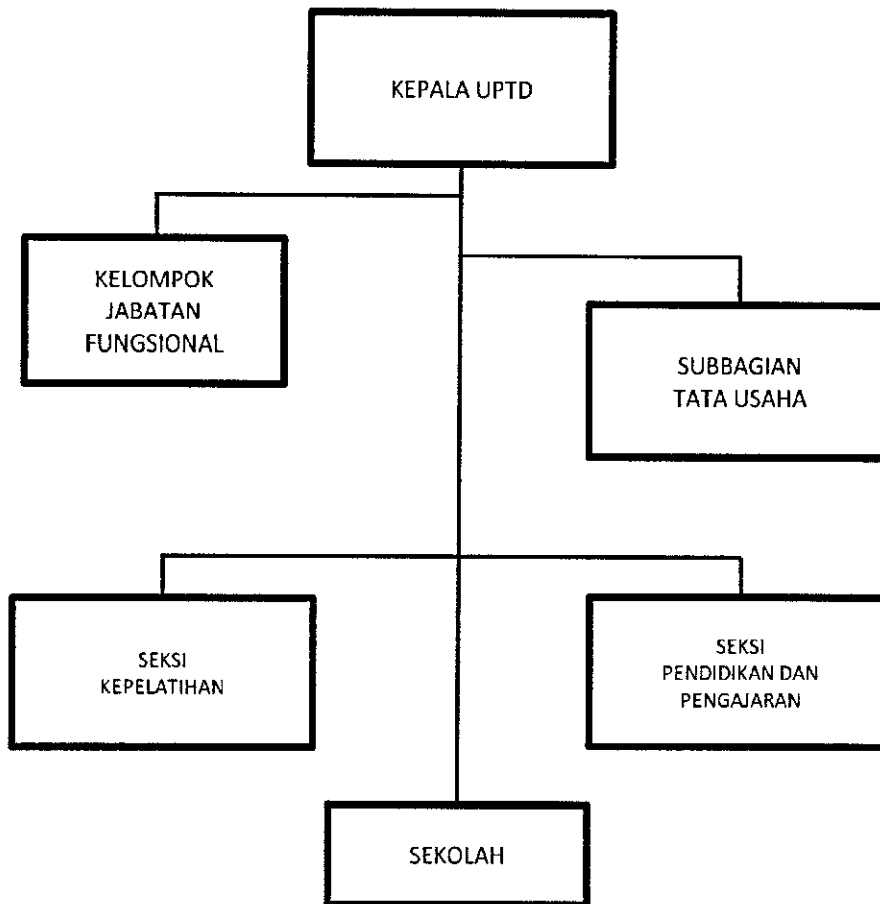 KEPALA UPTD
KELOMPOK
JABATAN
FUNGSIONAL
SUBBAGIAN
TATA USAHA
SEKSI
KEPELATIHAN
SEKSI
PENDIDIKAN DAN
PENGAJARAN
SEKOLAH